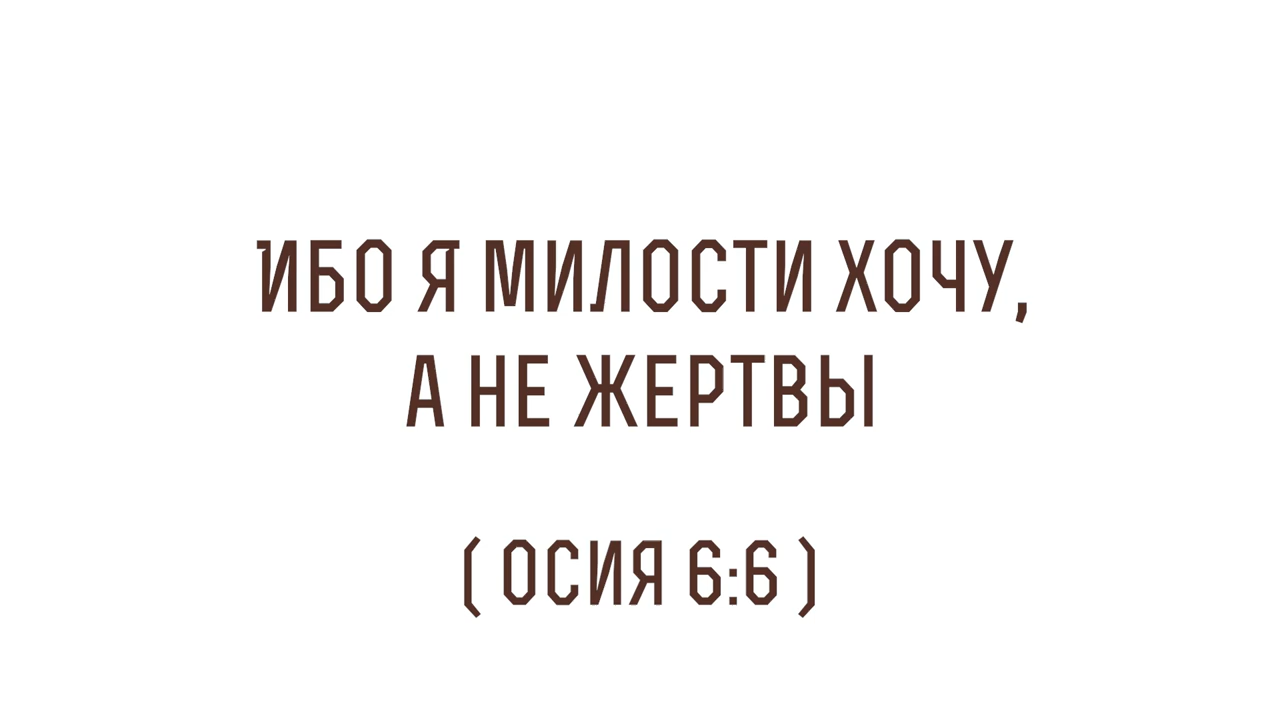 ИБО Я МИЛОСТИ ХОЧУ,
А НЕ ЖЕРТВЫ
( ОСИЯ 6:6 )